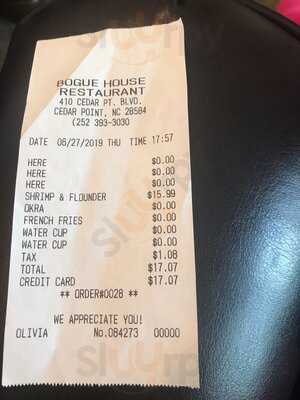 BOGUE HOUSE
RESTAURANT
410 CEDAR PT. BLVD.
CEDAR POINT, NC 28584
(252 393-3030
DATE 06/27/2019 THU TIME 17:57
HERE $0.00
HERE $0.00
HERE $0.00
SHRIMP & FLOUNDER $15.99
OKRA $0.00
FRENCH FRIES $0.00
WATER CUP $0.00
WATER CUP $0.00
TAX $1.08
TOTAL $17.07
CREDIT CARD $17.07
** ORDER#0028 **
WE APPRECIATE YOU!
OLIVIA No.084273 00000